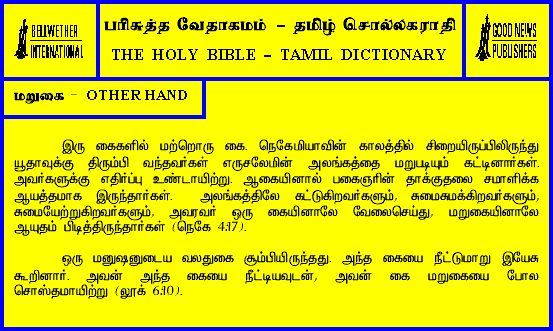 BELLWETHER
INTERNATIONAL
பரிசுத்த வேதாகமம் - தமிழ் சொல்லகராதி
THE HOLY BIBLE - TAMIL DICTIONARY
GOOD NEWS
PUBLISHERS
மறுகை - OTHER HAND
இரு கைகளில் மற்றொரு கை. நெகேமியாவின் காலத்தில் சிறையிருப்பிலிருந்து
யூதாவுக்கு திரும்பி வந்தவர்கள் எருசலேமின் அலங்கத்தை மறுபடியும் கட்டினார்கள்.
அவர்களுக்கு எதிர்ப்பு உண்டாயிற்று. ஆகையினால் பகைஞரின் தாக்குதலை சமாளிக்க
ஆயத்தமாக இருந்தார்கள். அலங்கத்திலே கட்டுகிறவர்களும், சுமைசுமக்கிறவர்களும்,
சுமையேற்றுகிறவர்களும், அவரவர் ஒரு கையினாலே வேலைசெய்து, மறுகையினாலே
ஆயுதம் பிடித்திருந்தார்கள் (நெகே 4:17).
ஒரு மனுஷனுடைய வலதுகை சூம்பியிருந்தது. அந்த கையை நீட்டுமாறு இயேசு
கூறினார். அவன் அந்த கையை நீட்டியவுடன், அவன் கை மறுகையை போல
சொஸ்தமாயிற்று (லூக் 6:10).